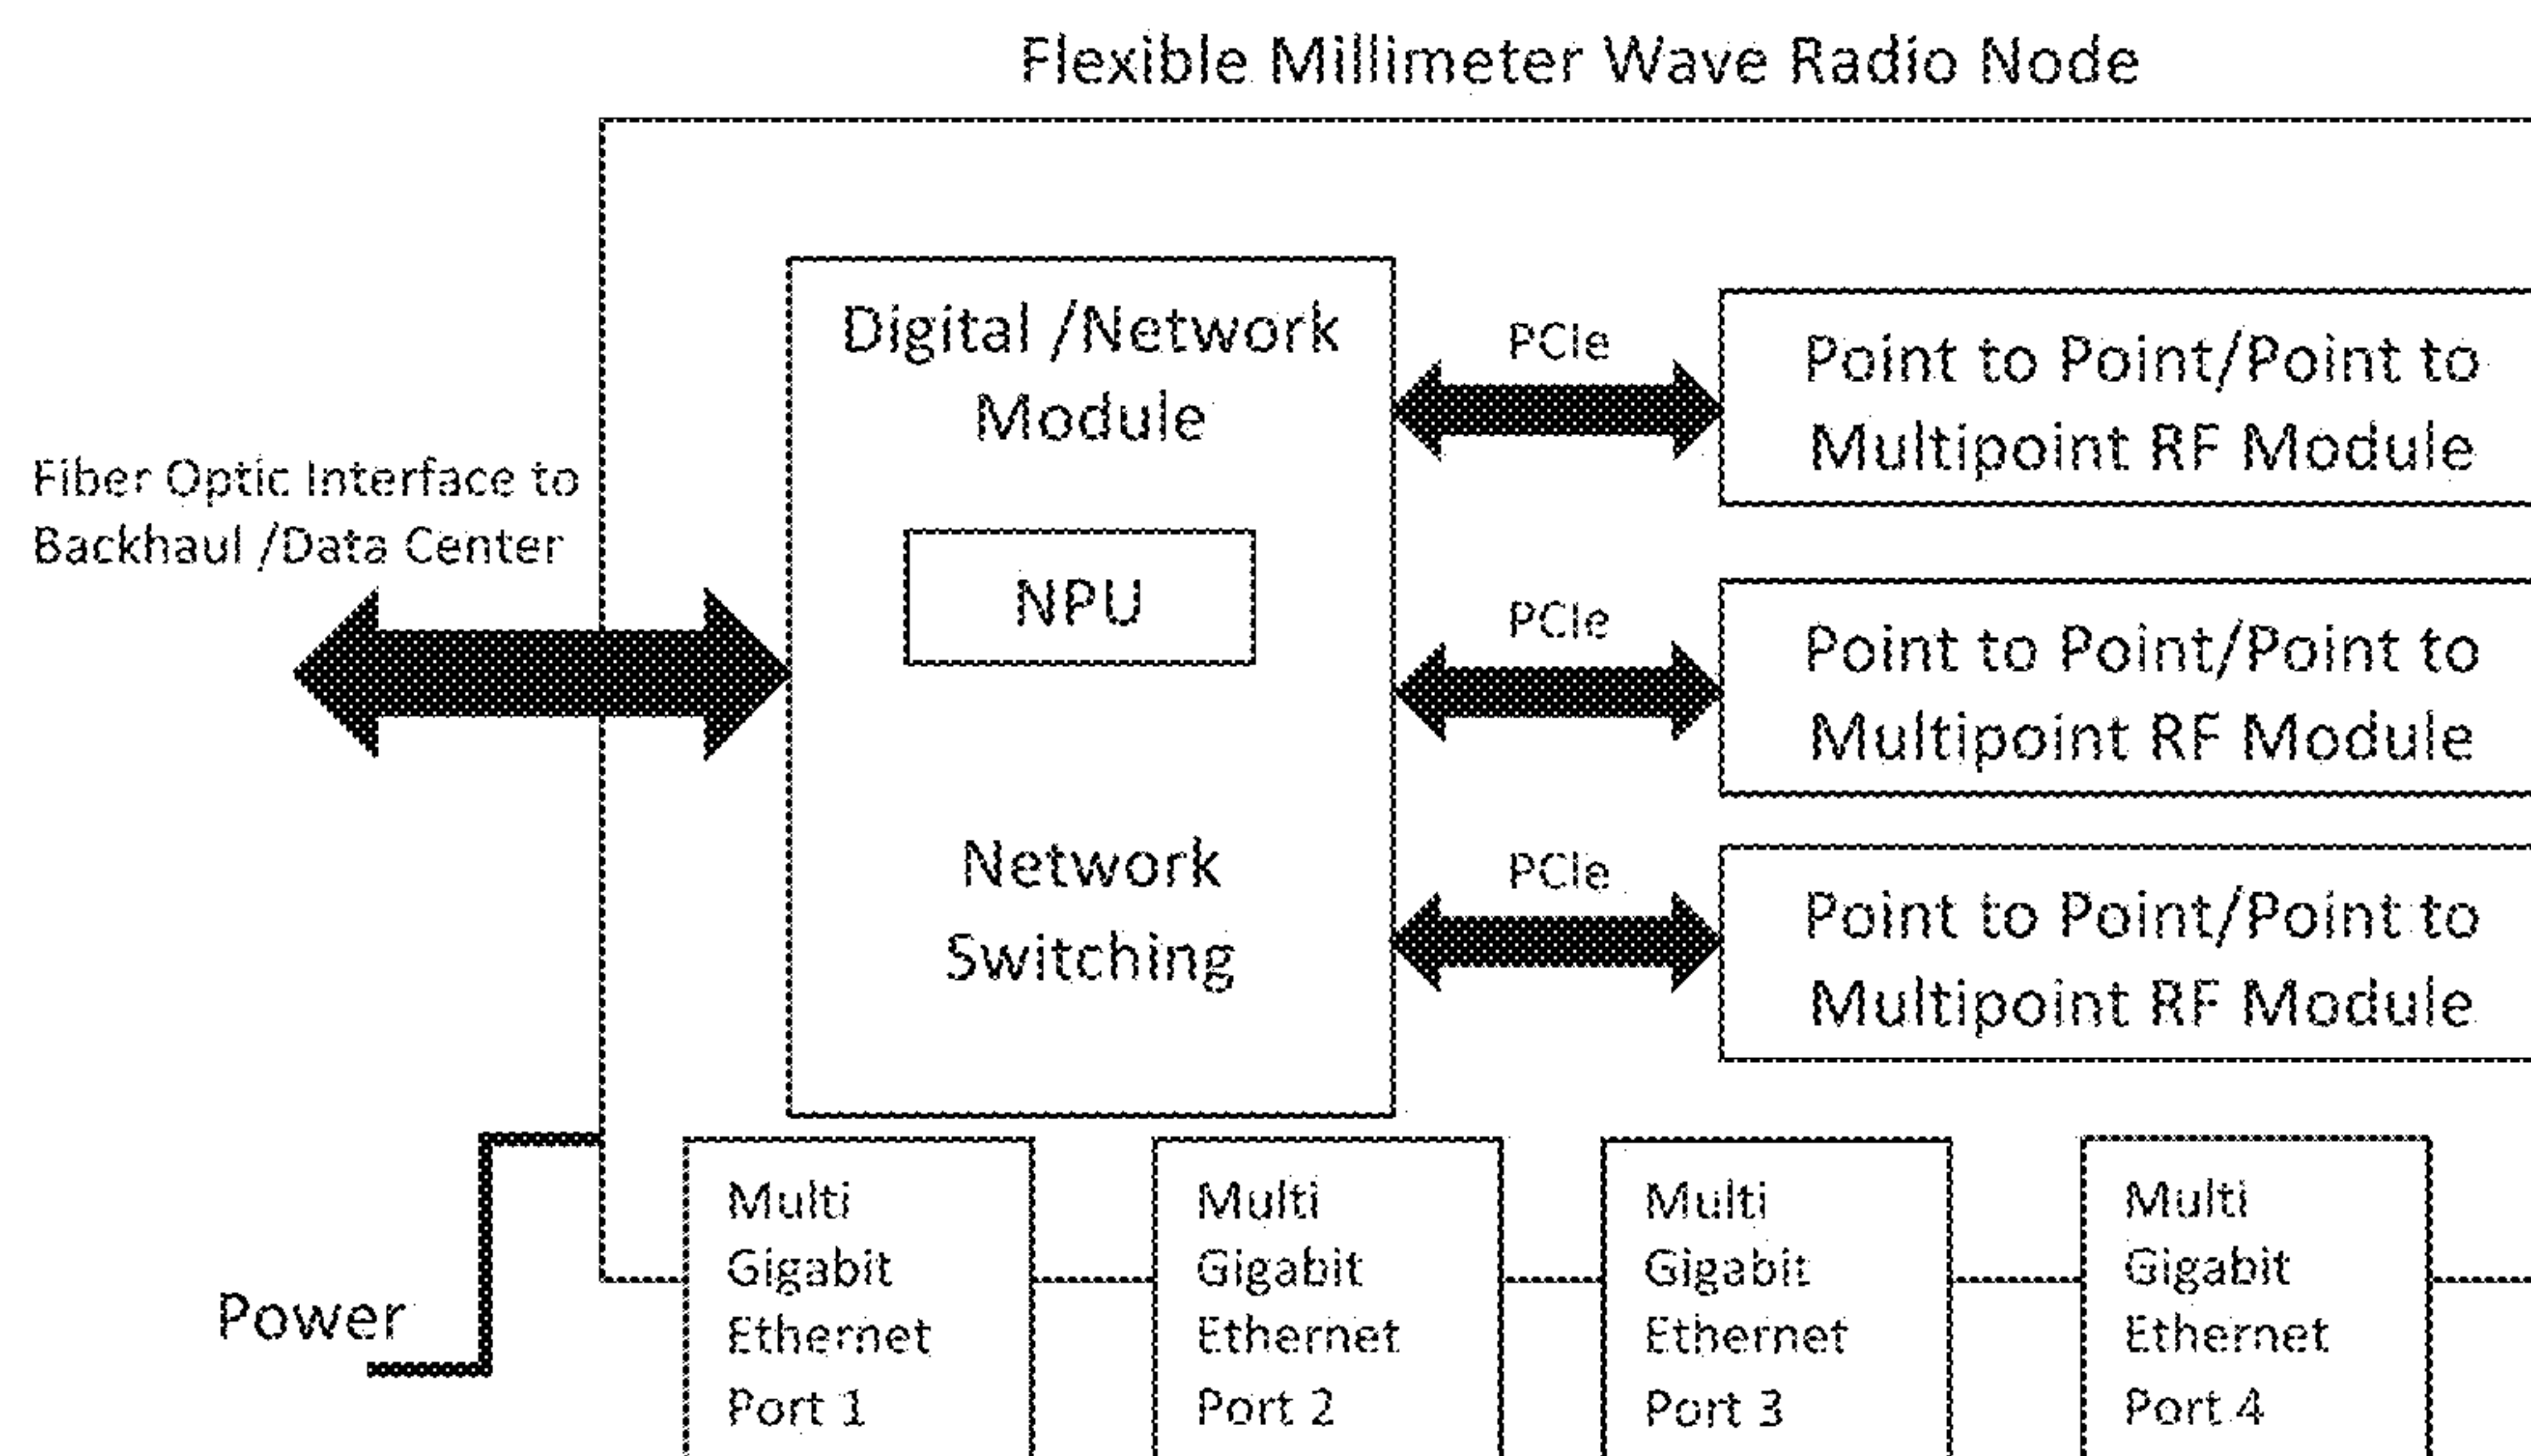 Flexible Millimeter Wave Radio Node
Digital /Network
Module
NPU
Network
Switching
Fiber Optic Interface to
Backhaul /Data Center
PCIe
Point to Point/Point to
Multipoint RF Module
PCIe
Point to Point/Point to
Multipoint RF Module
PCIe
Point to Point/Point to
Multipoint RF Module
Power
Multi
Gigabit
Ethernet
Port 1
Multi
Gigabit
Ethernet
Port 2
Multi
Gigabit
Ethernet
Port 3
Multi
Gigabit
Ethernet
Port 4